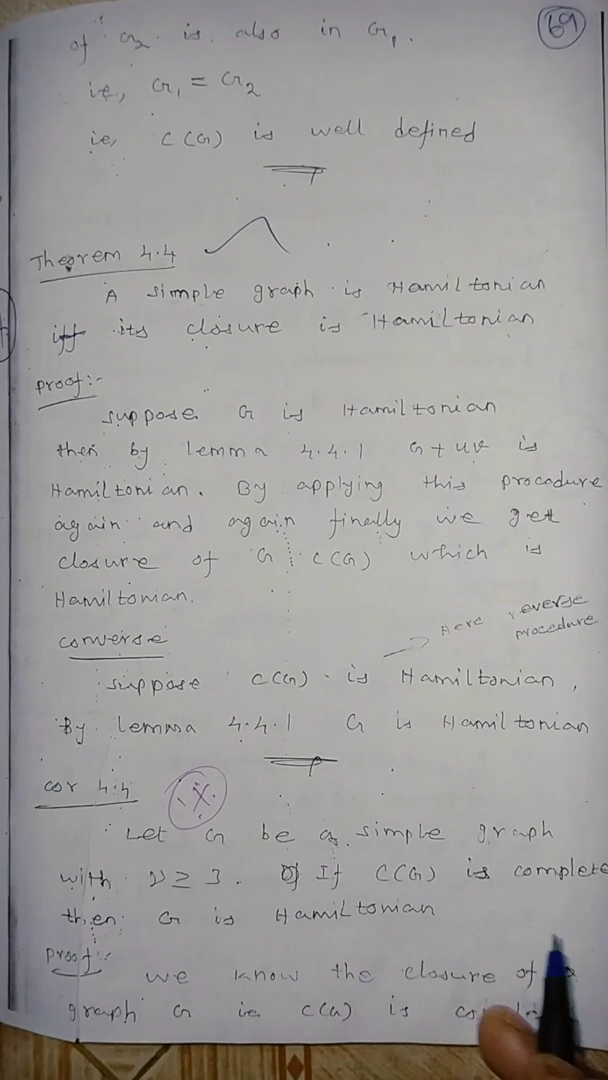 of G2 is also in G1.
69
ie, G1 = G2
ie, C(G) is well defined
Theorem 4.4
A simple graph is Hamiltonian
iff its closure is Hamiltonian
proof:-
suppose G is Hamiltonian
then by lemma 4.4.1 G + uv is
Hamiltonian. By applying this procedure
again and again finally we get
closure of G C(G) which is
Hamiltonian.
Here reverse
procedure
converse
suppose C(G) is Hamiltonian,
By lemma 4.4.1 G is Hamiltonian
cor 4.4
X
Let G be a simple graph
with ν ≥ 3. If C(G) is complete
then G is Hamiltonian
Proof:-
we know the closure of a
graph G ie C(G) is